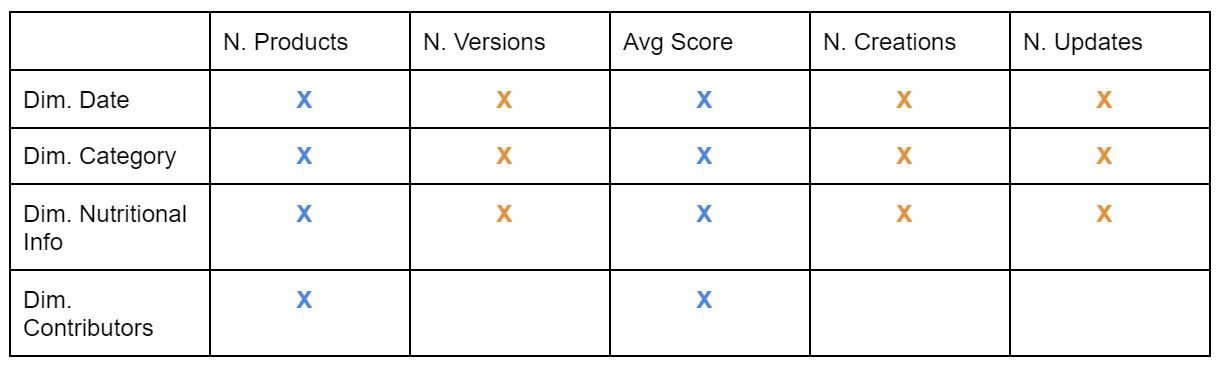 N. Products N. Versions Avg Score N. Creations N. Updates
Dim. Date X X X X X
Dim. Category X X X X X
Dim. Nutritional X X X X X
Info
Dim. X X
Contributors